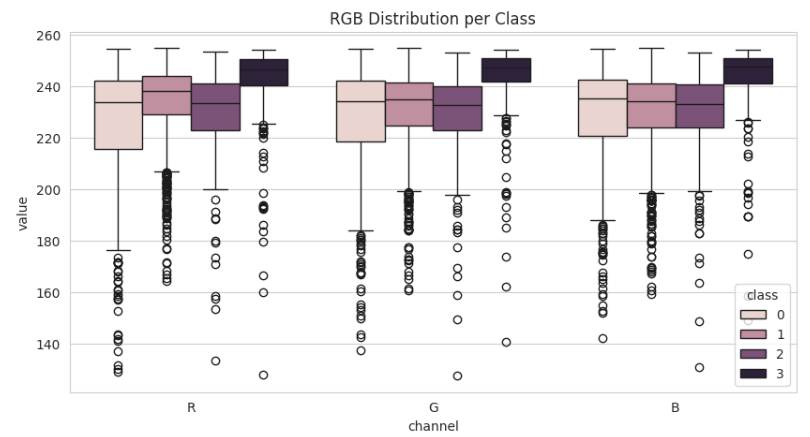 RGB Distribution per Class
260
240
220
200
180
160
140
value
R
G
B
channel
class
0
1
2
3